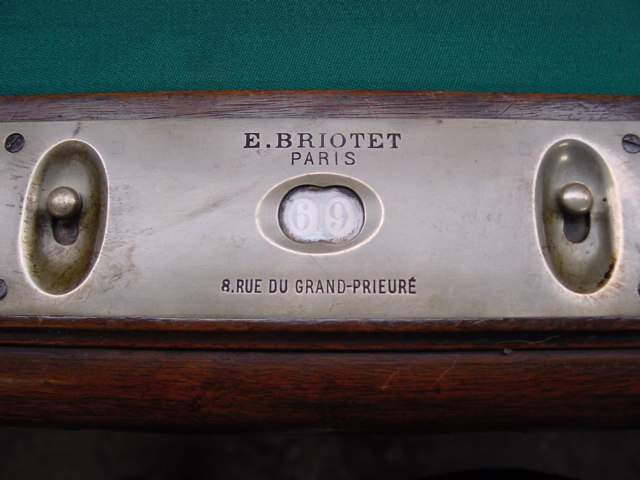 E.BRIOTET
PARIS
69
8.RUE DU GRAND-PRIEURÉ